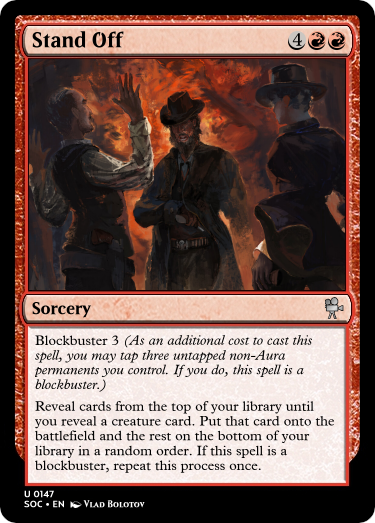 Stand Off 4
Sorcery
Blockbuster 3 (As an additional cost to cast this
spell, you may tap three untapped non-Aura
permanents you control. If you do, this spell is a
blockbuster.)
Reveal cards from the top of your library until
you reveal a creature card. Put that card onto the
battlefield and the rest on the bottom of your
library in a random order. If this spell is a
blockbuster, repeat this process once.
U 0147
SOC • EN Vlad Bolotov